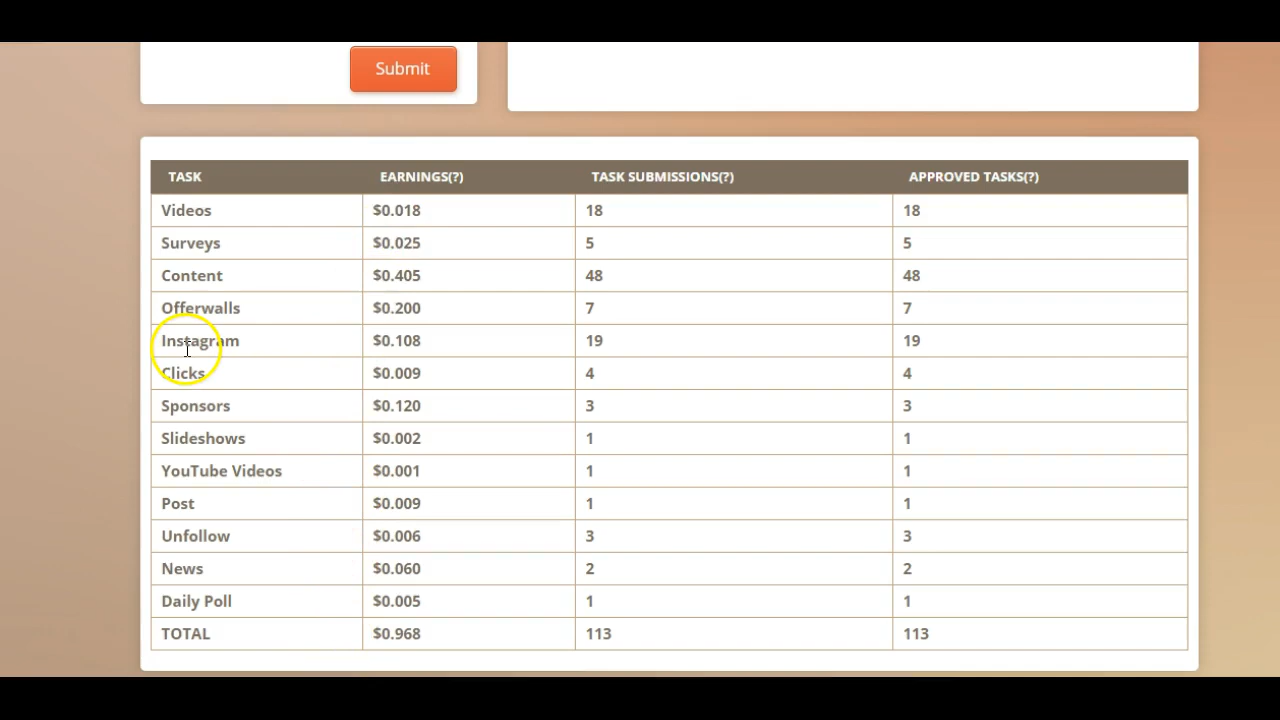 Submit
TASK EARNINGS(?) TASK SUBMISSIONS(?) APPROVED TASKS(?)
Videos $0.018 18 18
Surveys $0.025 5 5
Content $0.405 48 48
Offerwalls $0.200 7 7
Instagram $0.108 19 19
Clicks $0.009 4 4
Sponsors $0.120 3 3
Slideshows $0.002 1 1
YouTube Videos $0.001 1 1
Post $0.009 1 1
Unfollow $0.006 3 3
News $0.060 2 2
Daily Poll $0.005 1 1
TOTAL $0.968 113 113